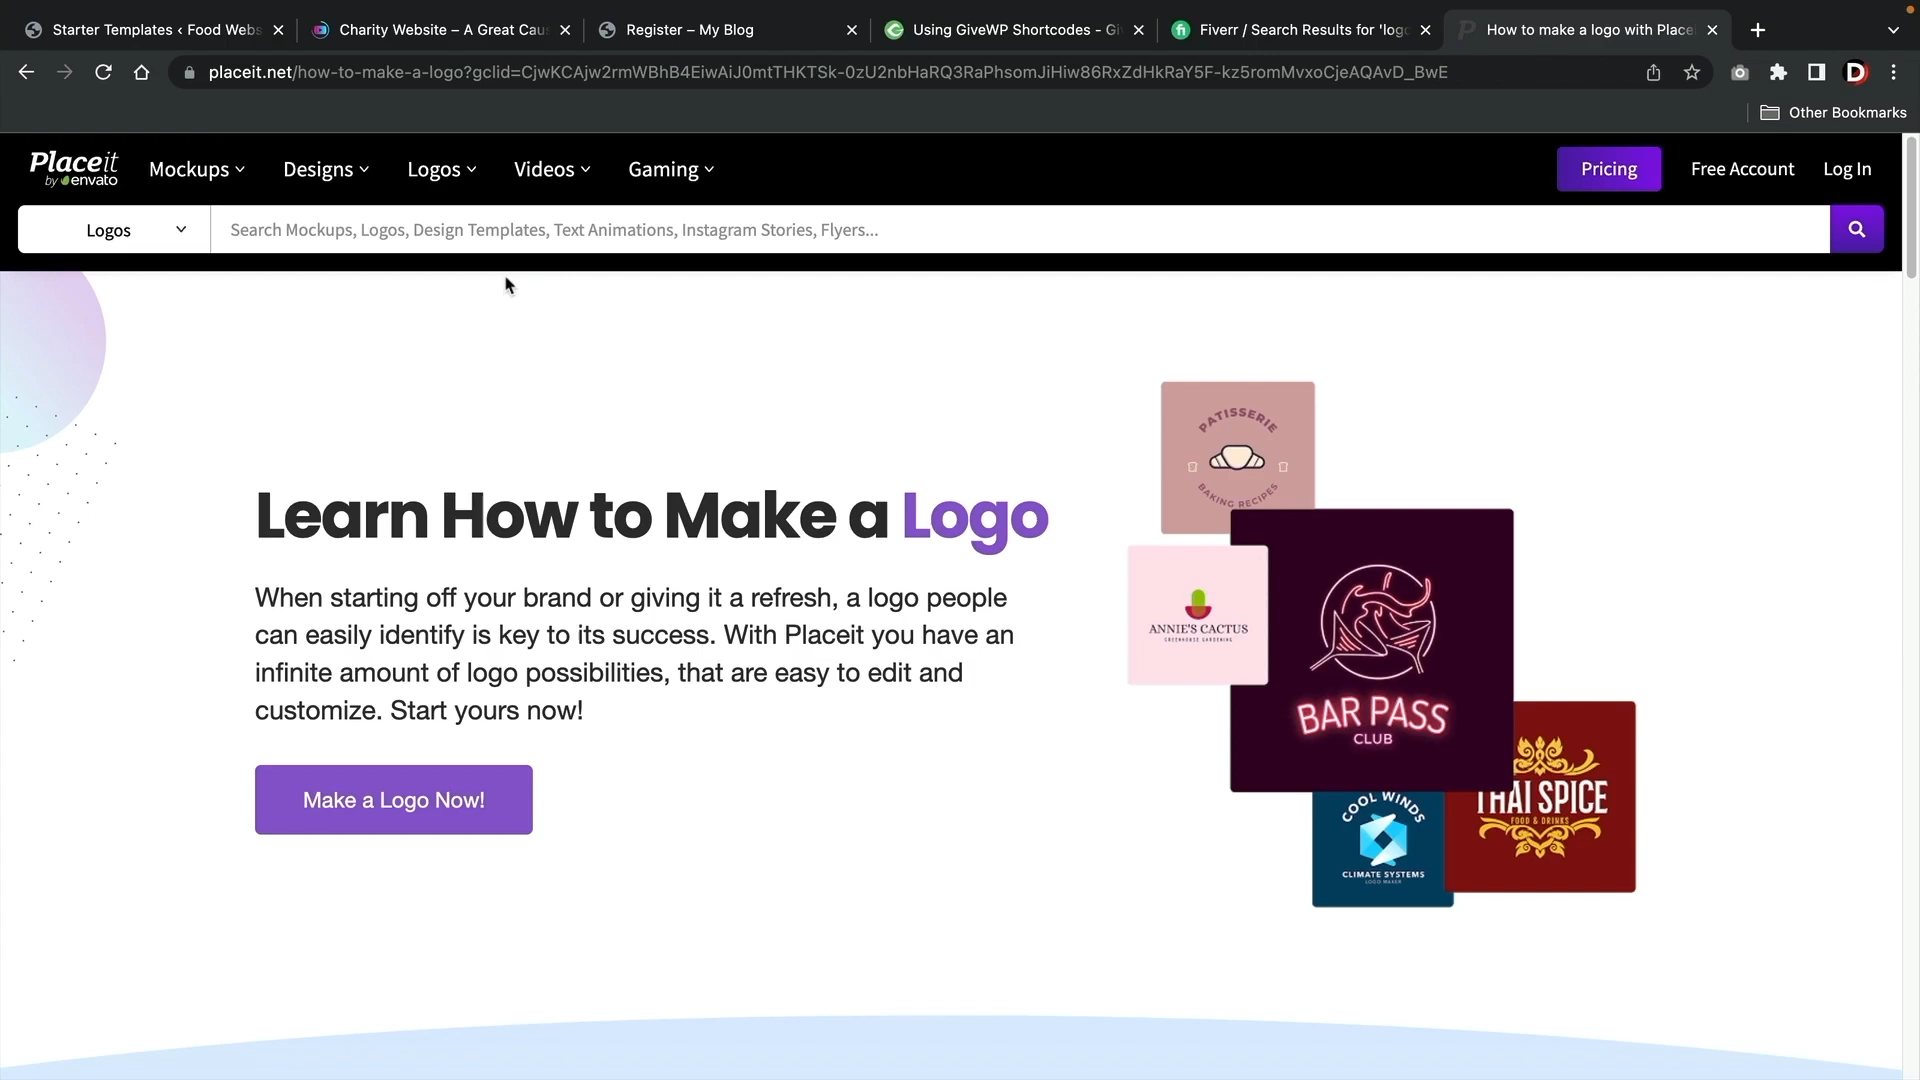 Starter Templates ‹ Food Webs
Charity Website – A Great Cau
Register – My Blog
Using GiveWP Shortcodes - Gi
Fiverr / Search Results for 'logo
How to make a logo with Place
placeit.net/how-to-make-a-logo?gclid=CjwKCAjw2rmWBhB4EiwAiJ0mtTHKTSk-0zU2nbHaRQ3RaPhsomJiHiw86RxZdHkRaY5F-kz5romMvxoCjeAQAvD_BwE
Other Bookmarks
Placeit
by envato
Mockups
Designs
Logos
Videos
Gaming
Pricing
Free Account
Log In
Logos
Search Mockups, Logos, Design Templates, Text Animations, Instagram Stories, Flyers...
Learn How to Make a Logo
When starting off your brand or giving it a refresh, a logo people
can easily identify is key to its success. With Placeit you have an
infinite amount of logo possibilities, that are easy to edit and
customize. Start yours now!
Make a Logo Now!
PATISSERIE
BAKING RECIPES
ANNIE'S CACTUS
GREENHOUSE GARDENING
BAR PASS
CLUB
THAI SPICE
FOOD & DRINKS
COOL WINDS
CLIMATE SYSTEMS
LOGO MAKER